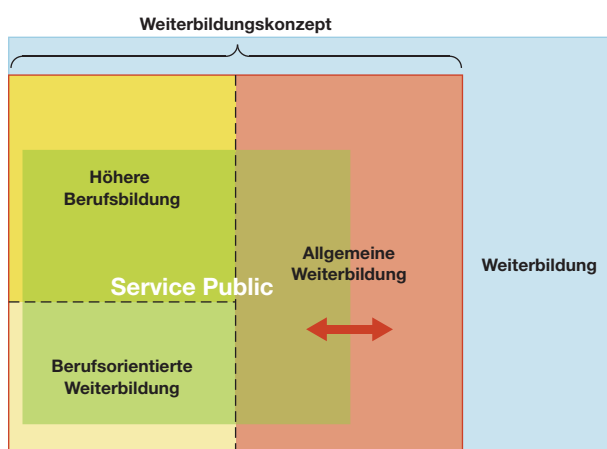 Weiterbildungskonzept
Höhere
Berufsbildung
Allgemeine
Weiterbildung
Weiterbildung
Service Public
Berufsorientierte
Weiterbildung